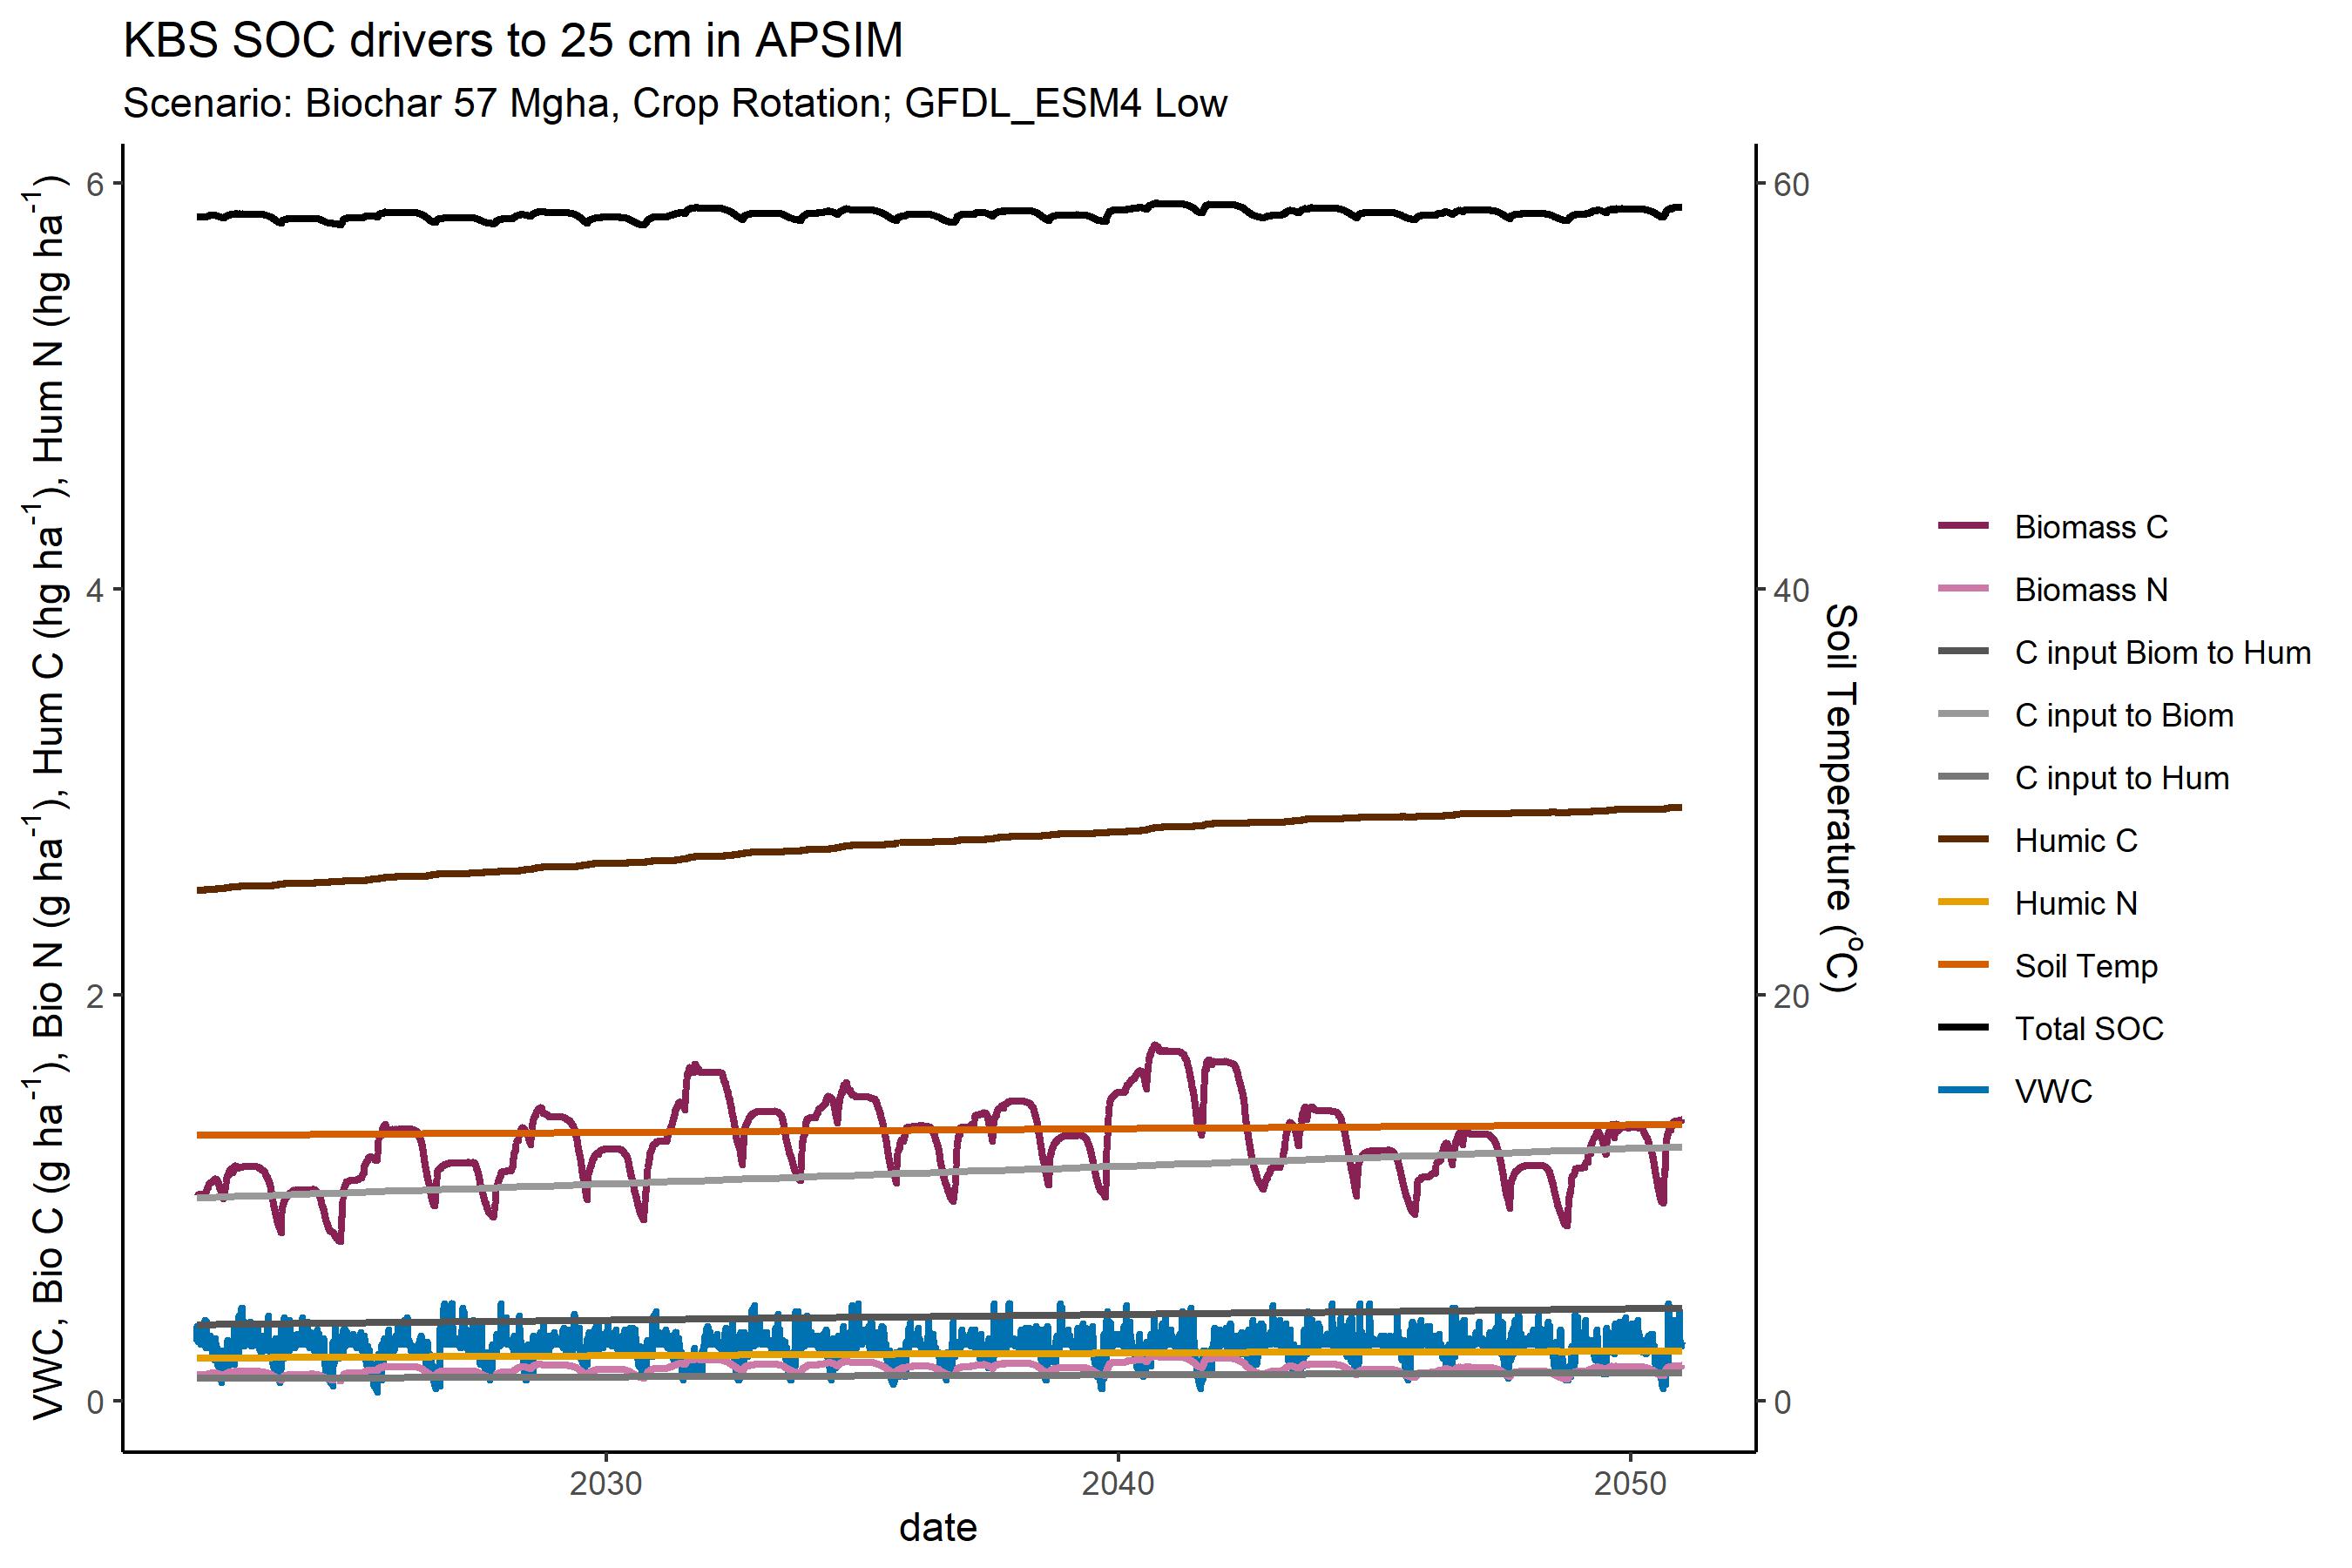 KBS SOC drivers to 25 cm in APSIM
Scenario: Biochar 57 Mgha, Crop Rotation; GFDL_ESM4 Low
VWC, Bio C (g ha⁻¹), Bio N (g ha⁻¹), Hum C (hg ha⁻¹), Hum N (hg ha⁻¹)
6
4
2
0
60
40
20
0
Soil Temperature (°C)
2030
2040
2050
date
Biomass C
Biomass N
C input Biom to Hum
C input to Biom
C input to Hum
Humic C
Humic N
Soil Temp
Total SOC
VWC